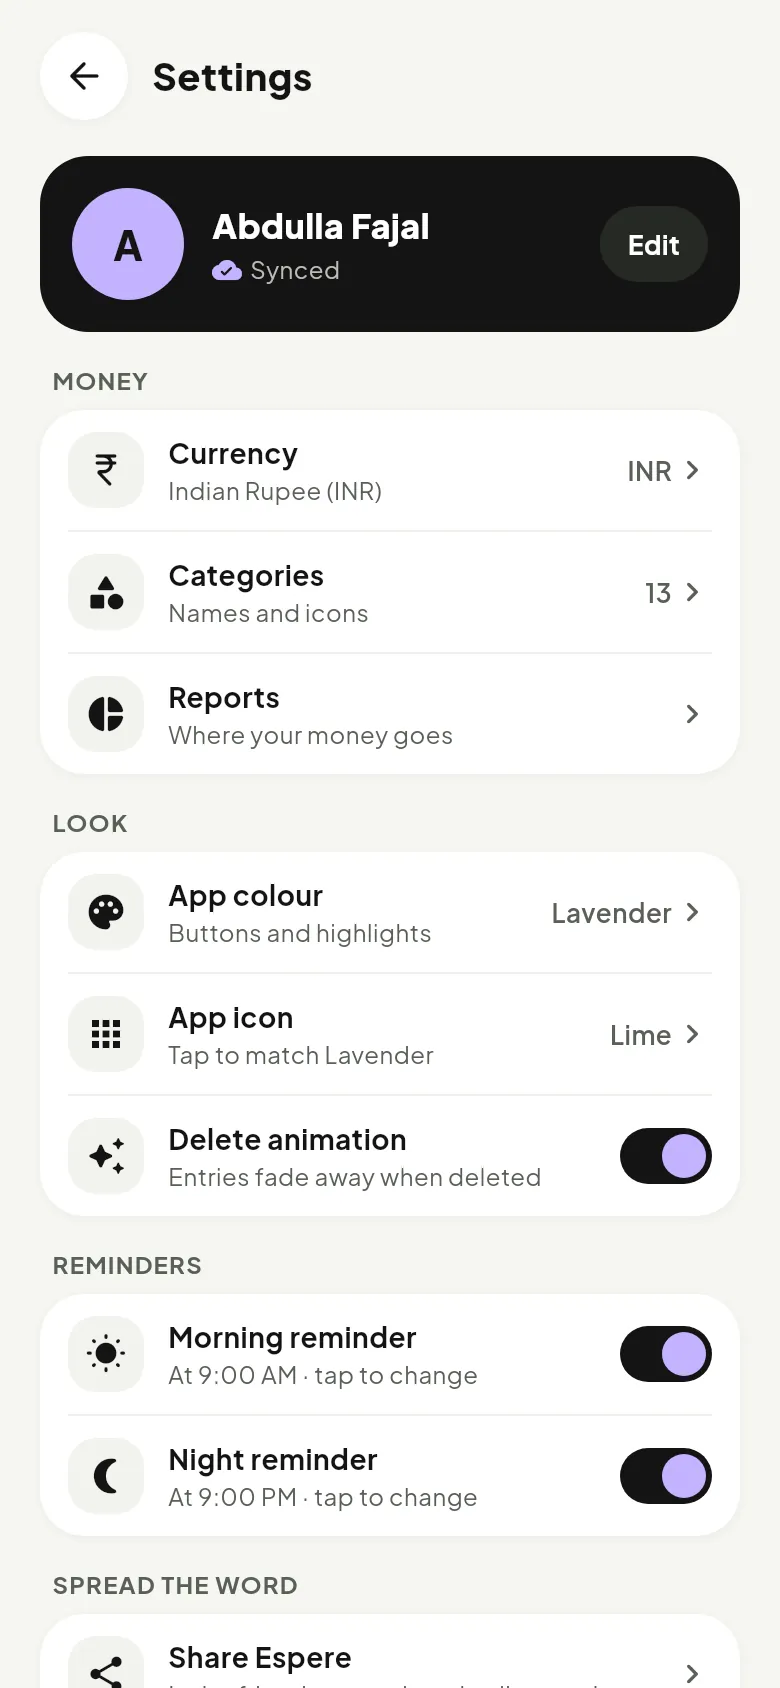 Settings
A
Abdulla Fajal
Synced
Edit
MONEY
Currency
Indian Rupee (INR)
INR
Categories
Names and icons
13
Reports
Where your money goes
LOOK
App colour
Buttons and highlights
Lavender
App icon
Tap to match Lavender
Lime
Delete animation
Entries fade away when deleted
REMINDERS
Morning reminder
At 9:00 AM · tap to change
Night reminder
At 9:00 PM · tap to change
SPREAD THE WORD
Share Espere